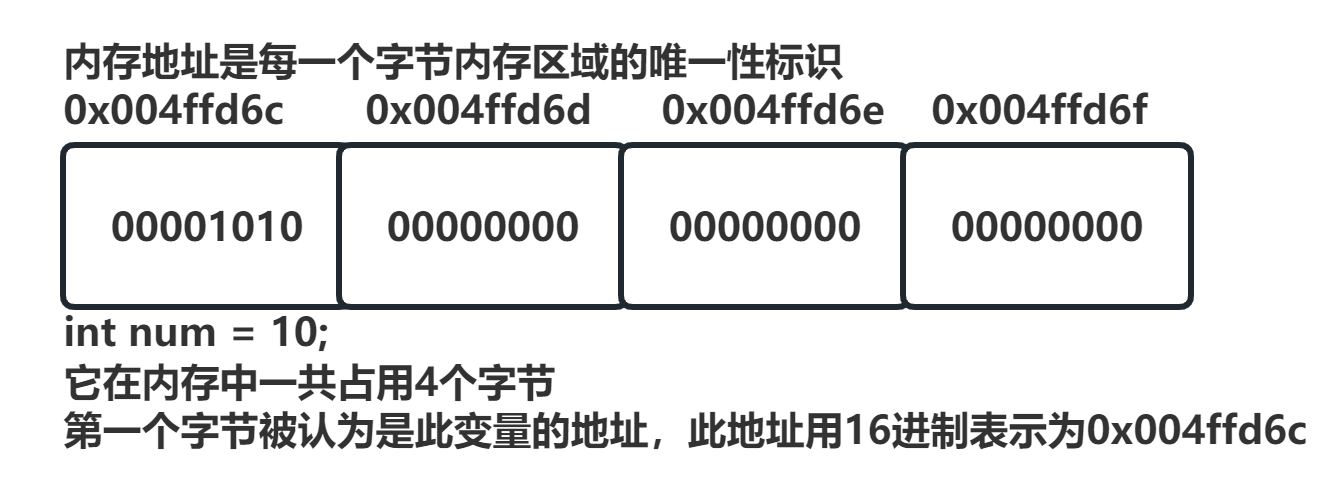 内存地址是每一个字节内存区域的唯一性标识
0x004ffd6c 0x004ffd6d 0x004ffd6e 0x004ffd6f
00001010 00000000 00000000 00000000
int num = 10;
它在内存中一共占用4个字节
第一个字节被认为是此变量的地址，此地址用16进制表示为0x004ffd6c